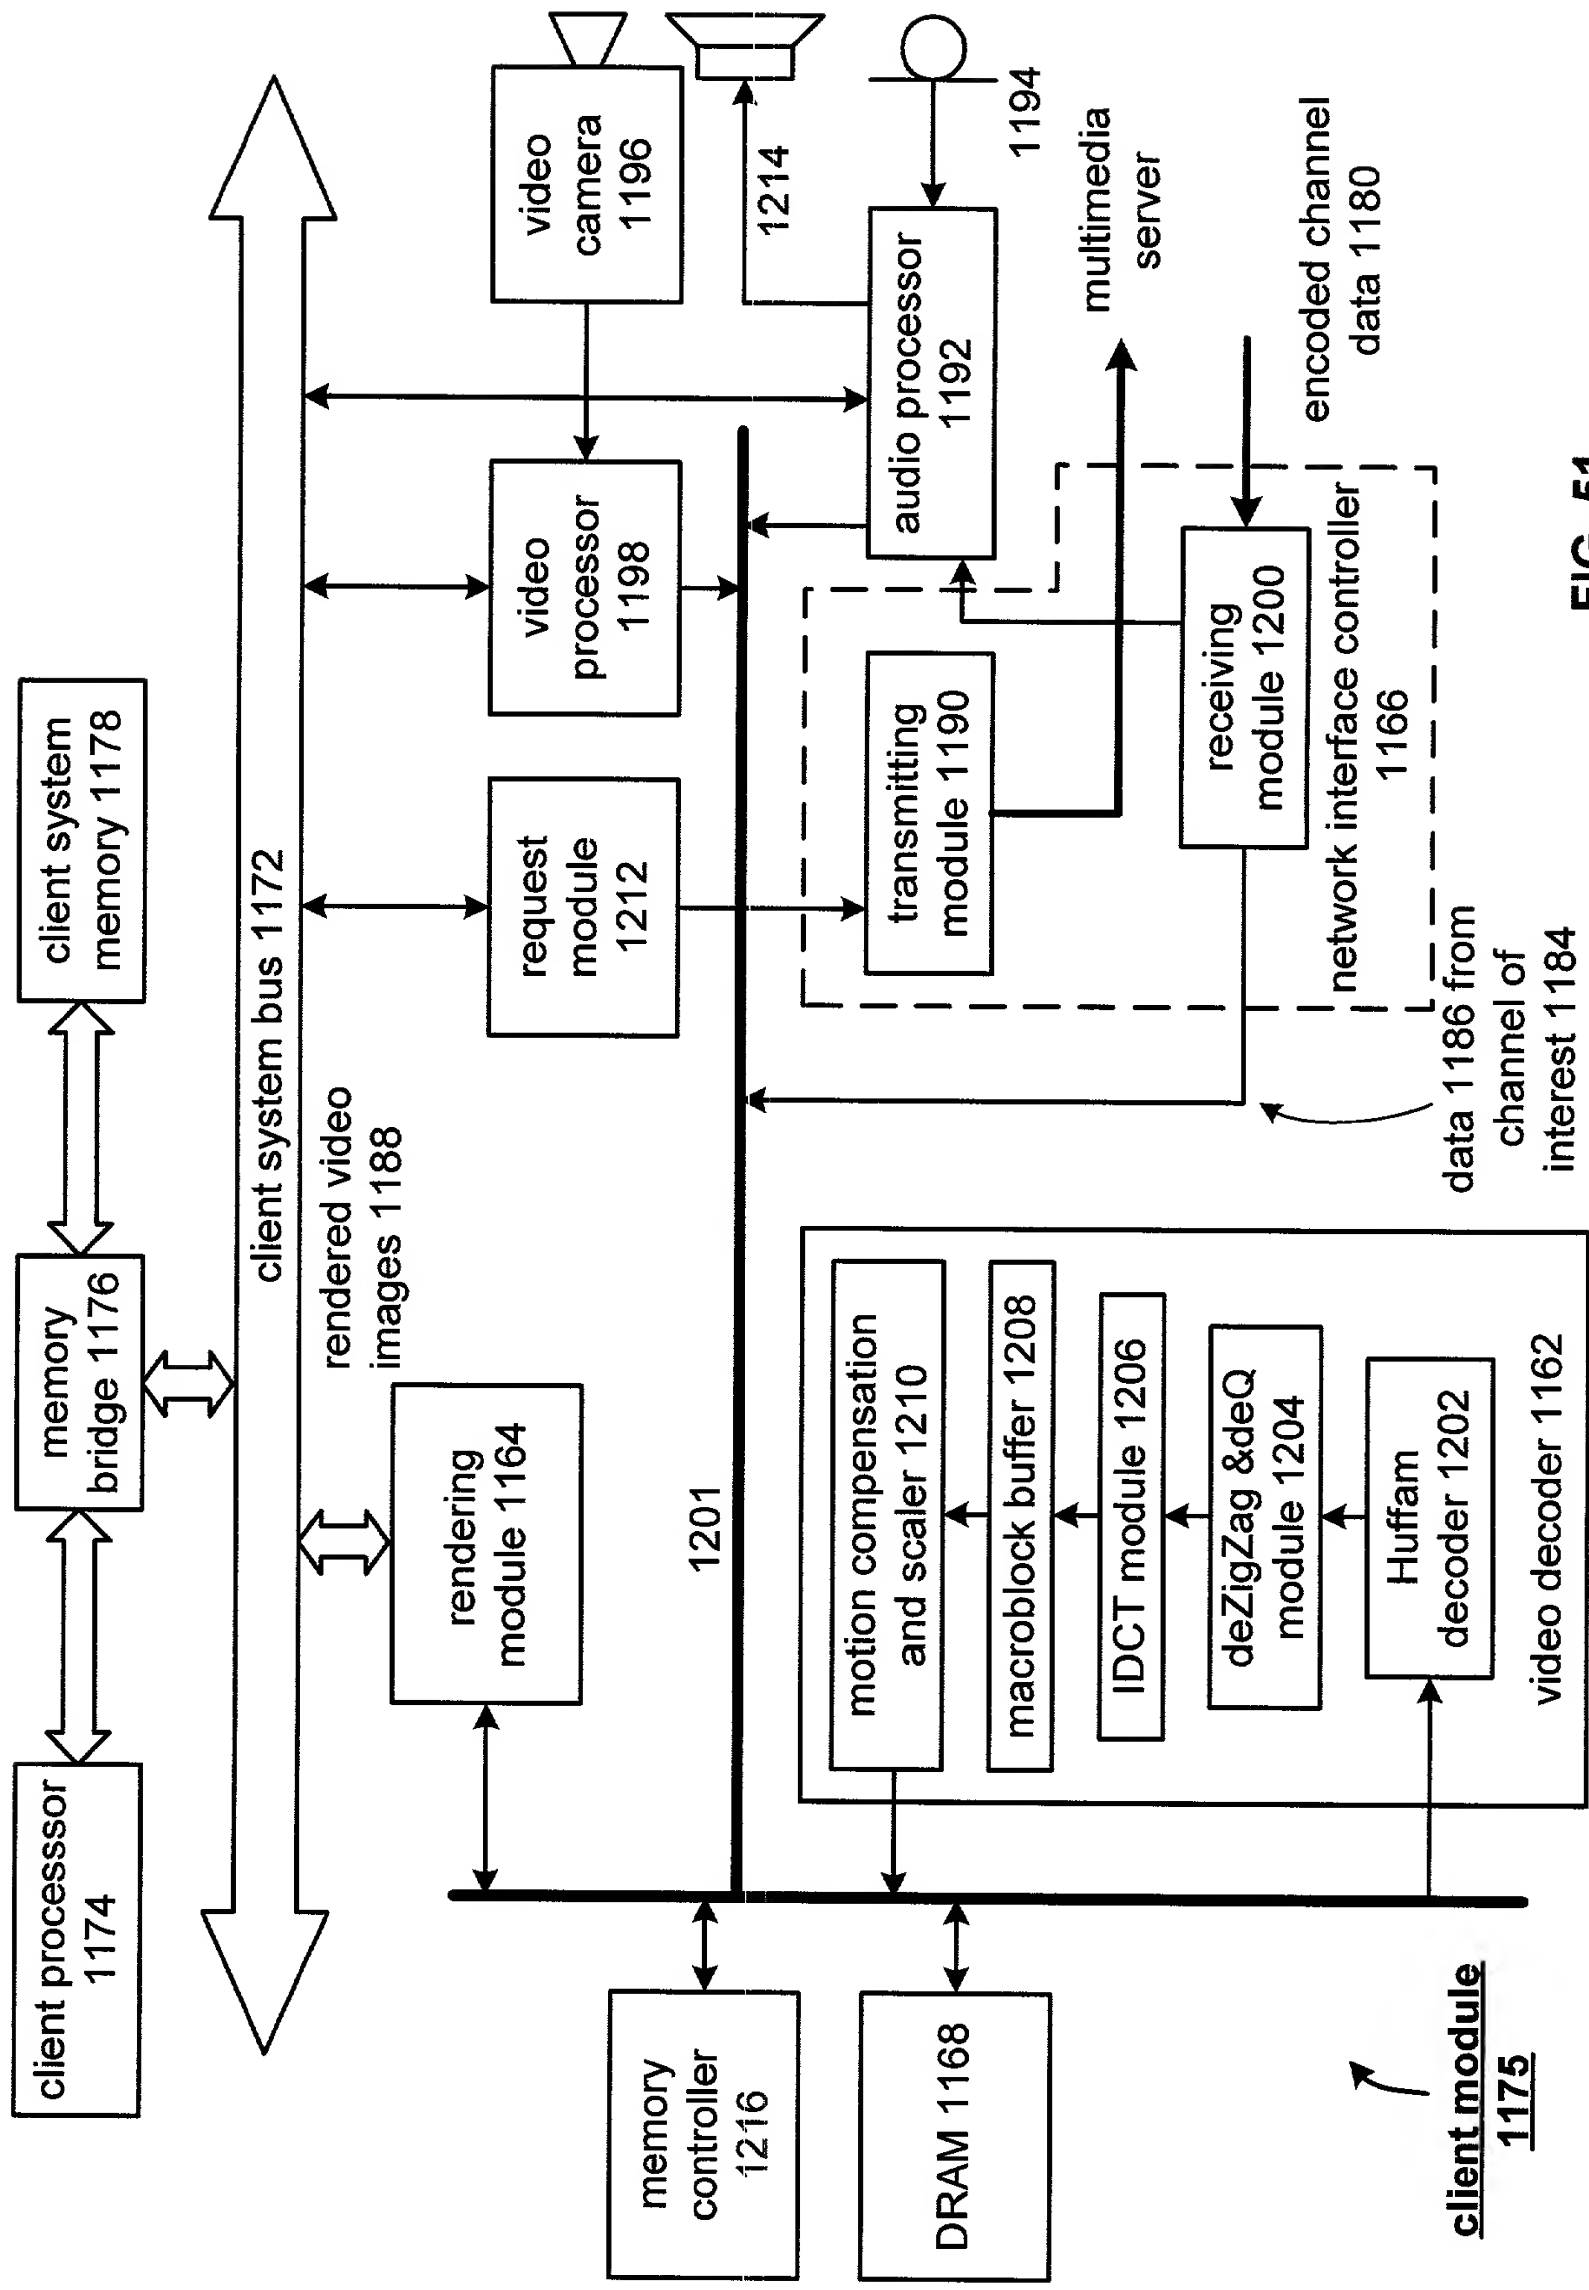 client processsor
1174
memory
bridge 1176
client system
memory 1178
client system bus 1172
rendered video
images 1188
rendering
module 1164
request
module
1212
video
processor
1198
video
camera
1196
1201
1214
memory
controller
1216
DRAM 1168
motion compensation
and scaler 1210
macroblock buffer 1208
IDCT module 1206
deZigZag &deQ
module 1204
Huffam
decoder 1202
video decoder 1162
transmitting
module 1190
audio processor
1192
1194
multimedia
server
receiving
module 1200
network interface controller
1166
encoded channel
data 1180
data 1186 from
channel of
interest 1184
client module
1175
FIG. 51